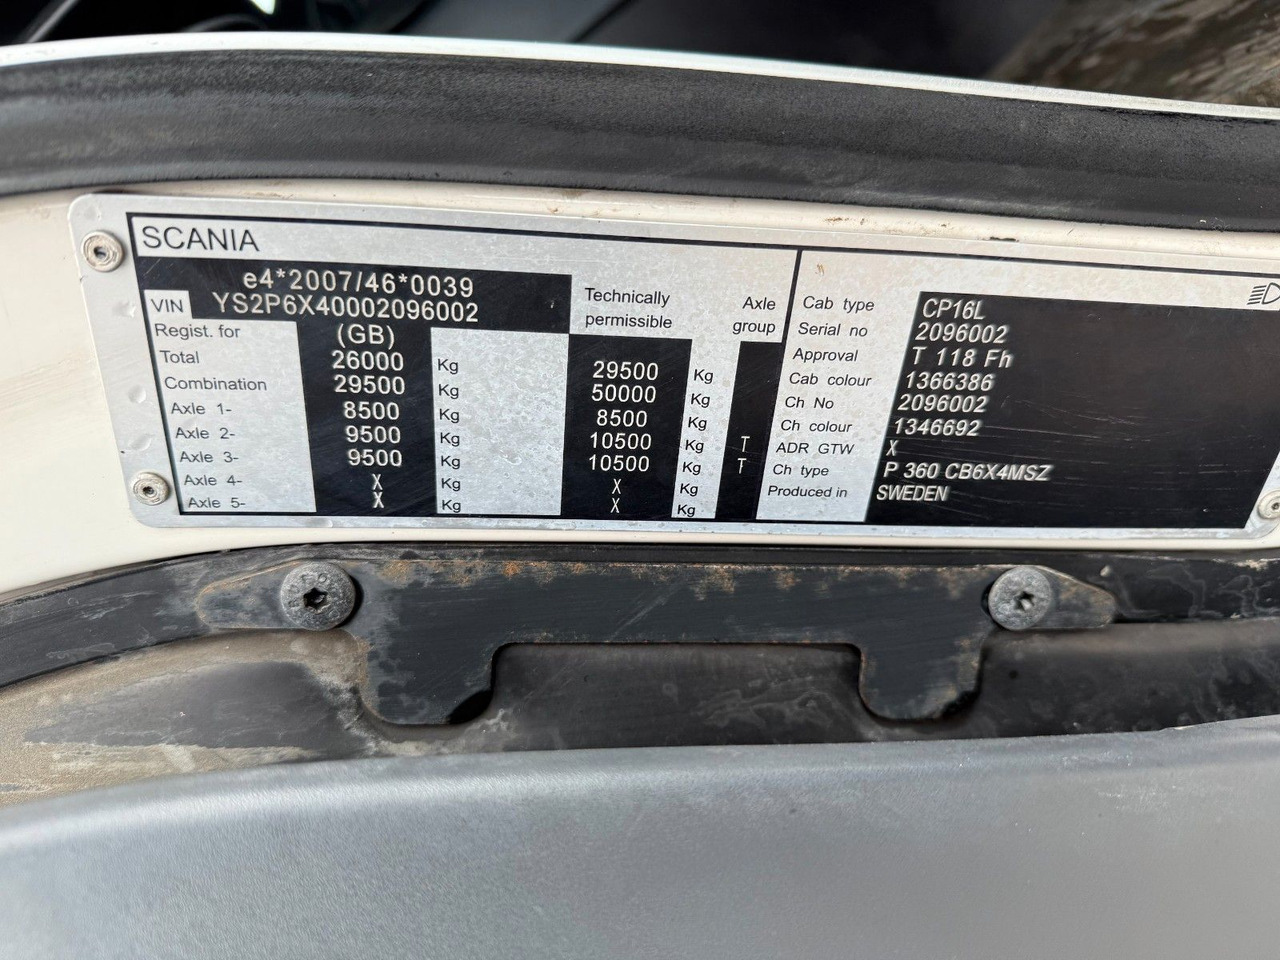 SCANIA
e4*2007/46*0039
VIN YS2P6X40002096002
Regist. for (GB)
Total 26000 Kg 29500 Kg
Combination 29500 Kg 50000 Kg
Axle 1- 8500 Kg 8500 Kg
Axle 2- 9500 Kg 10500 Kg T
Axle 3- 9500 Kg 10500 Kg T
Axle 4- X Kg X Kg
Axle 5- X Kg X Kg
Technically
permissible
Axle
group
Cab type CP16L
Serial no 2096002
Approval T 118 Fh
Cab colour 1366386
Ch No 2096002
Ch colour 1346692
ADR GTW X
Ch type P 360 CB6X4MSZ
Produced in SWEDEN